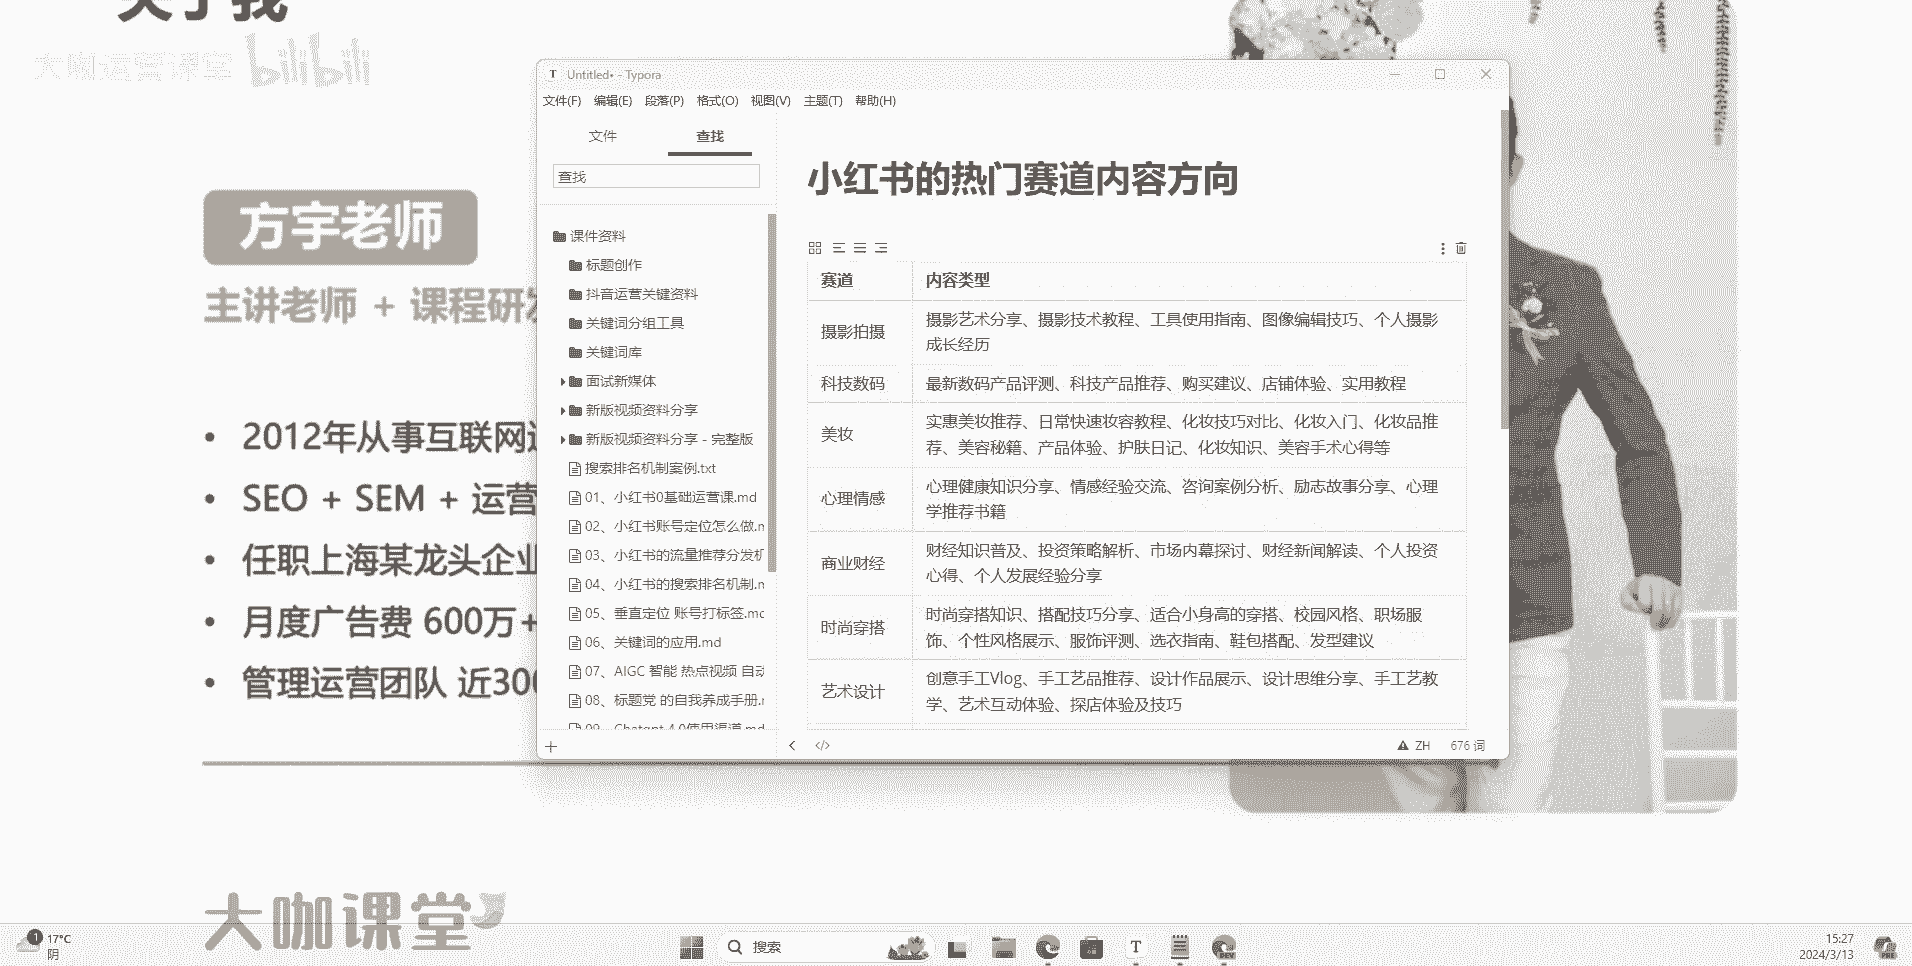 关于我
大咖运营课堂 bilibili
方宇老师
主讲老师 + 课程研发
2012年从事互联网
SEO + SEM + 运营
任职上海某龙头企业
月度广告费 600万+
管理运营团队 近300
大咖课堂
Untitled• - Typora
文件(F) 编辑(E) 段落(P) 格式(O) 视图(V) 主题(T) 帮助(H)
文件 查找
查找
课件资料
标题创作
抖音运营关键资料
关键词分组工具
关键词库
面试新媒体
新版视频资料分享
新版视频资料分享 - 完整版
搜索排名机制案例.txt
01、小红书0基础运营课.md
02、小红书账号定位怎么做.m
03、小红书的流量推荐分发机
04、小红书的搜索排名机制.m
05、垂直定位 账号打标签.mc
06、关键词的应用.md
07、AIGC 智能 热点视频 自动
08、标题党 的自我养成手册.m
09、Chatgpt 4.0使用渠道.md
小红书的热门赛道内容方向
赛道 内容类型
摄影拍摄 摄影艺术分享、摄影技术教程、工具使用指南、图像编辑技巧、个人摄影
成长经历
科技数码 最新数码产品评测、科技产品推荐、购买建议、店铺体验、实用教程
美妆 实惠美妆推荐、日常快速妆容教程、化妆技巧对比、化妆入门、化妆品推
荐、美容秘籍、产品体验、护肤日记、化妆知识、美容手术心得等
心理情感 心理健康知识分享、情感经验交流、咨询案例分析、励志故事分享、心理
学推荐书籍
商业财经 财经知识普及、投资策略解析、市场内幕探讨、财经新闻解读、个人投资
心得、个人发展经验分享
时尚穿搭 时尚穿搭知识、搭配技巧分享、适合小身高的穿搭、校园风格、职场服
饰、个性风格展示、服饰评测、选衣指南、鞋包搭配、发型建议
艺术设计 创意手工Vlog、手工艺品推荐、设计作品展示、设计思维分享、手工艺教
学、艺术互动体验、探店体验及技巧
ZH 676 词
1
17°C
阴
搜索
DEV
15:27
2024/3/13
PRE